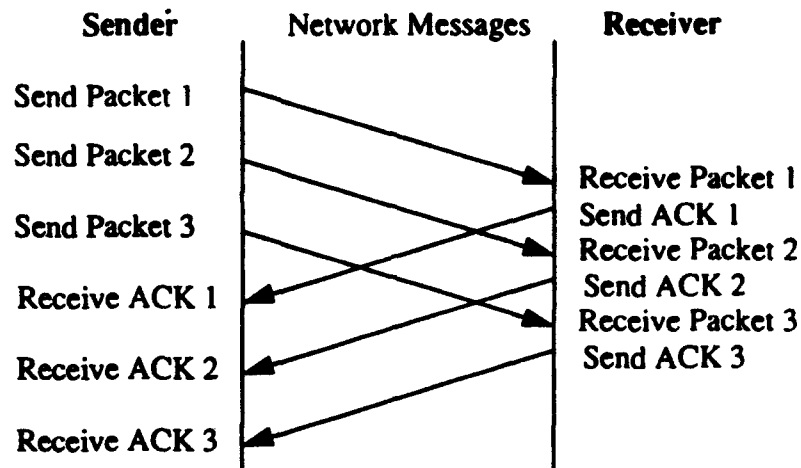 Sender Network Messages Receiver
Send Packet 1
Send Packet 2
Send Packet 3
Receive ACK 1
Receive ACK 2
Receive ACK 3
Receive Packet 1
Send ACK 1
Receive Packet 2
Send ACK 2
Receive Packet 3
Send ACK 3